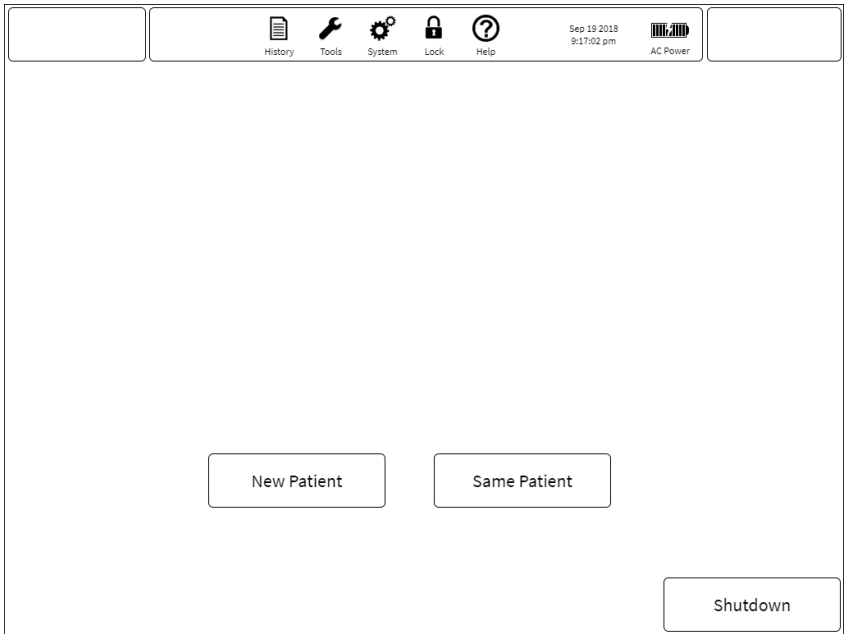 History
Tools
System
Lock
Help
Sep 19 2018
9:17:02 pm
AC Power
New Patient
Same Patient
Shutdown